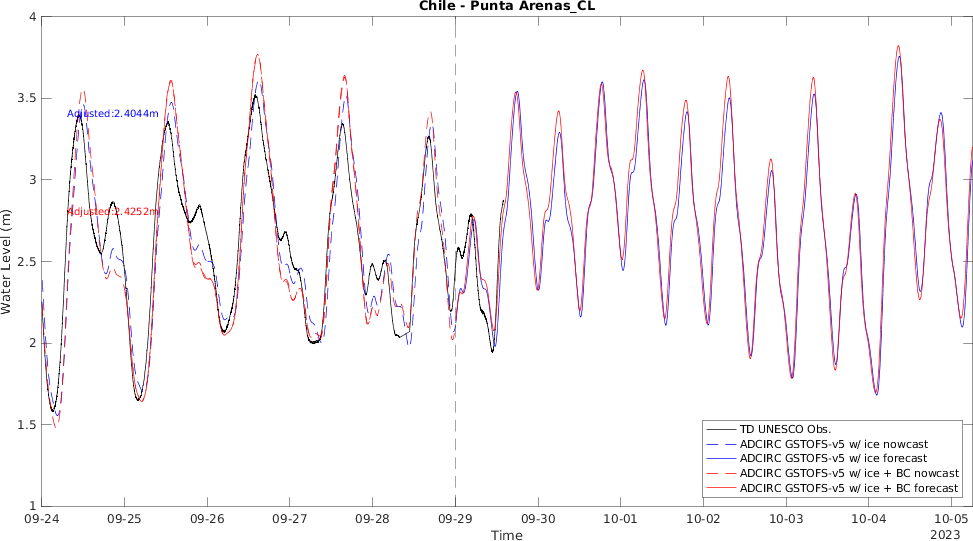 Chile - Punta Arenas_CL
4
3.5
3
2.5
2
1.5
1
Water Level (m)
Adjusted:2.4044m
Adjusted:2.4252m
TD UNESCO Obs.
ADCIRC GSTOFS-v5 w/ ice nowcast
ADCIRC GSTOFS-v5 w/ ice forecast
ADCIRC GSTOFS-v5 w/ ice + BC nowcast
ADCIRC GSTOFS-v5 w/ ice + BC forecast
09-24 09-25 09-26 09-27 09-28 09-29 09-30 10-01 10-02 10-03 10-04 10-05
Time 2023